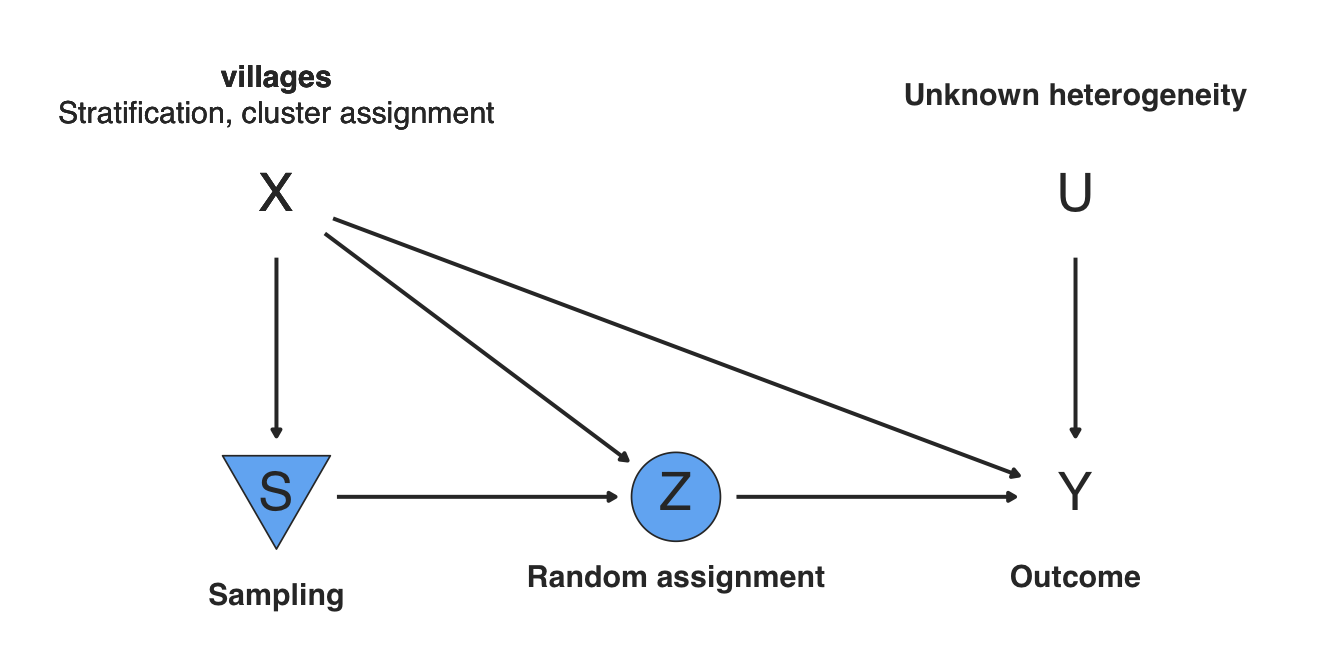 villages
Stratification, cluster assignment
Unknown heterogeneity
X
U
S
Z
Y
Sampling
Random assignment
Outcome